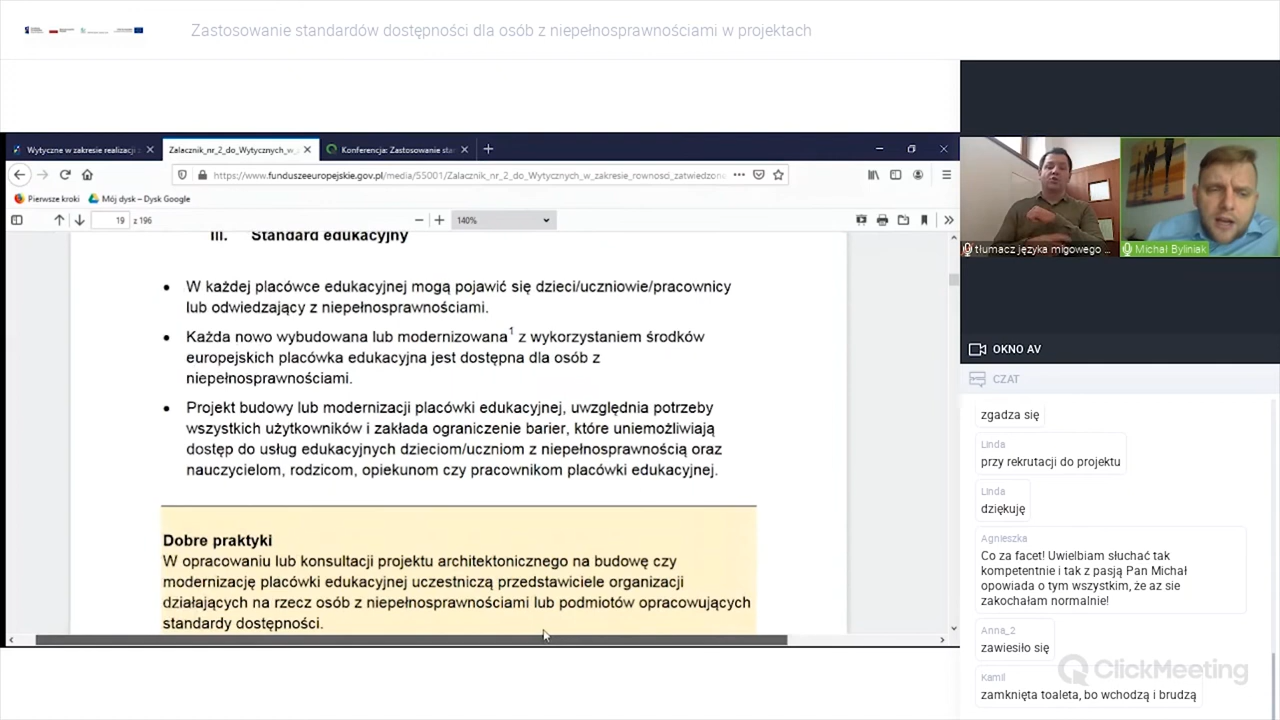 Zastosowanie standardów dostępności dla osób z niepełnosprawnościami w projektach
Wytyczne w zakresie realizacji z
Zalacznik_nr_2_do_Wytycznych_w_z
Konferencja: Zastosowanie stan
https://www.funduszeeuropejskie.gov.pl/media/55001/Zalacznik_nr_2_do_Wytycznych_w_zakresie_rownosci_zatwiedzono
Pierwsze kroki
Mój dysk – Dysk Google
19 z 196
140%
III. Standard edukacyjny
• W każdej placówce edukacyjnej mogą pojawić się dzieci/uczniowie/pracownicy
lub odwiedzający z niepełnosprawnościami.
• Każda nowo wybudowana lub modernizowana1 z wykorzystaniem środków
europejskich placówka edukacyjna jest dostępna dla osób z
niepełnosprawnościami.
• Projekt budowy lub modernizacji placówki edukacyjnej, uwzględnia potrzeby
wszystkich użytkowników i zakłada ograniczenie barier, które uniemożliwiają
dostęp do usług edukacyjnych dzieciom/uczniom z niepełnosprawnością oraz
nauczycielom, rodzicom, opiekunom czy pracownikom placówki edukacyjnej.
Dobre praktyki
W opracowaniu lub konsultacji projektu architektonicznego na budowę czy
modernizację placówki edukacyjnej uczestniczą przedstawiciele organizacji
działających na rzecz osób z niepełnosprawnościami lub podmiotów opracowujących
standardy dostępności.
tłumacz języka migowego ...
Michał Byliniak
OKNO AV
CZAT
zgadza się
Linda
przy rekrutacji do projektu
Linda
dziękuję
Agnieszka
Co za facet! Uwielbiam słuchać tak
kompetentnie i tak z pasją Pan Michał
opowiada o tym wszystkim, że az sie
zakochałam normalnie!
Anna_2
zawiesiło się
Kamil
zamknięta toaleta, bo wchodzą i brudzą
ClickMeeting